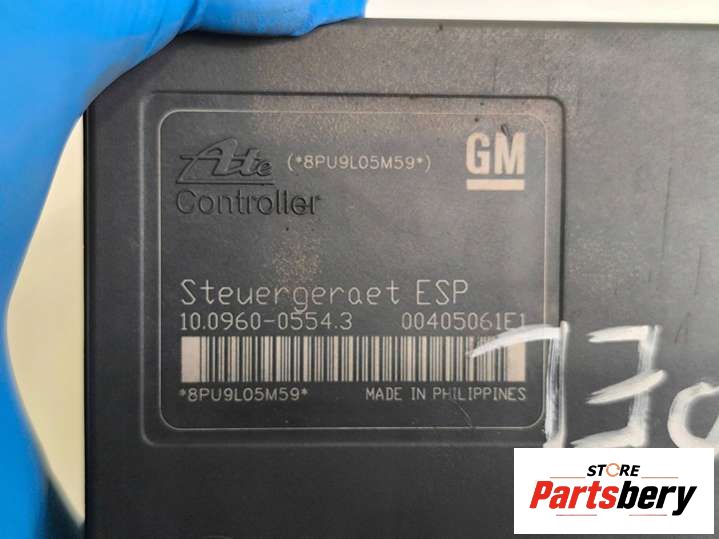 Ate (*8PU9L05M59*) GM
Controller
Steuergeraet ESP
10.0960-0554.3 00405061E1
*8PU9L05M59* MADE IN PHILIPPINES
STORE
Partsbery